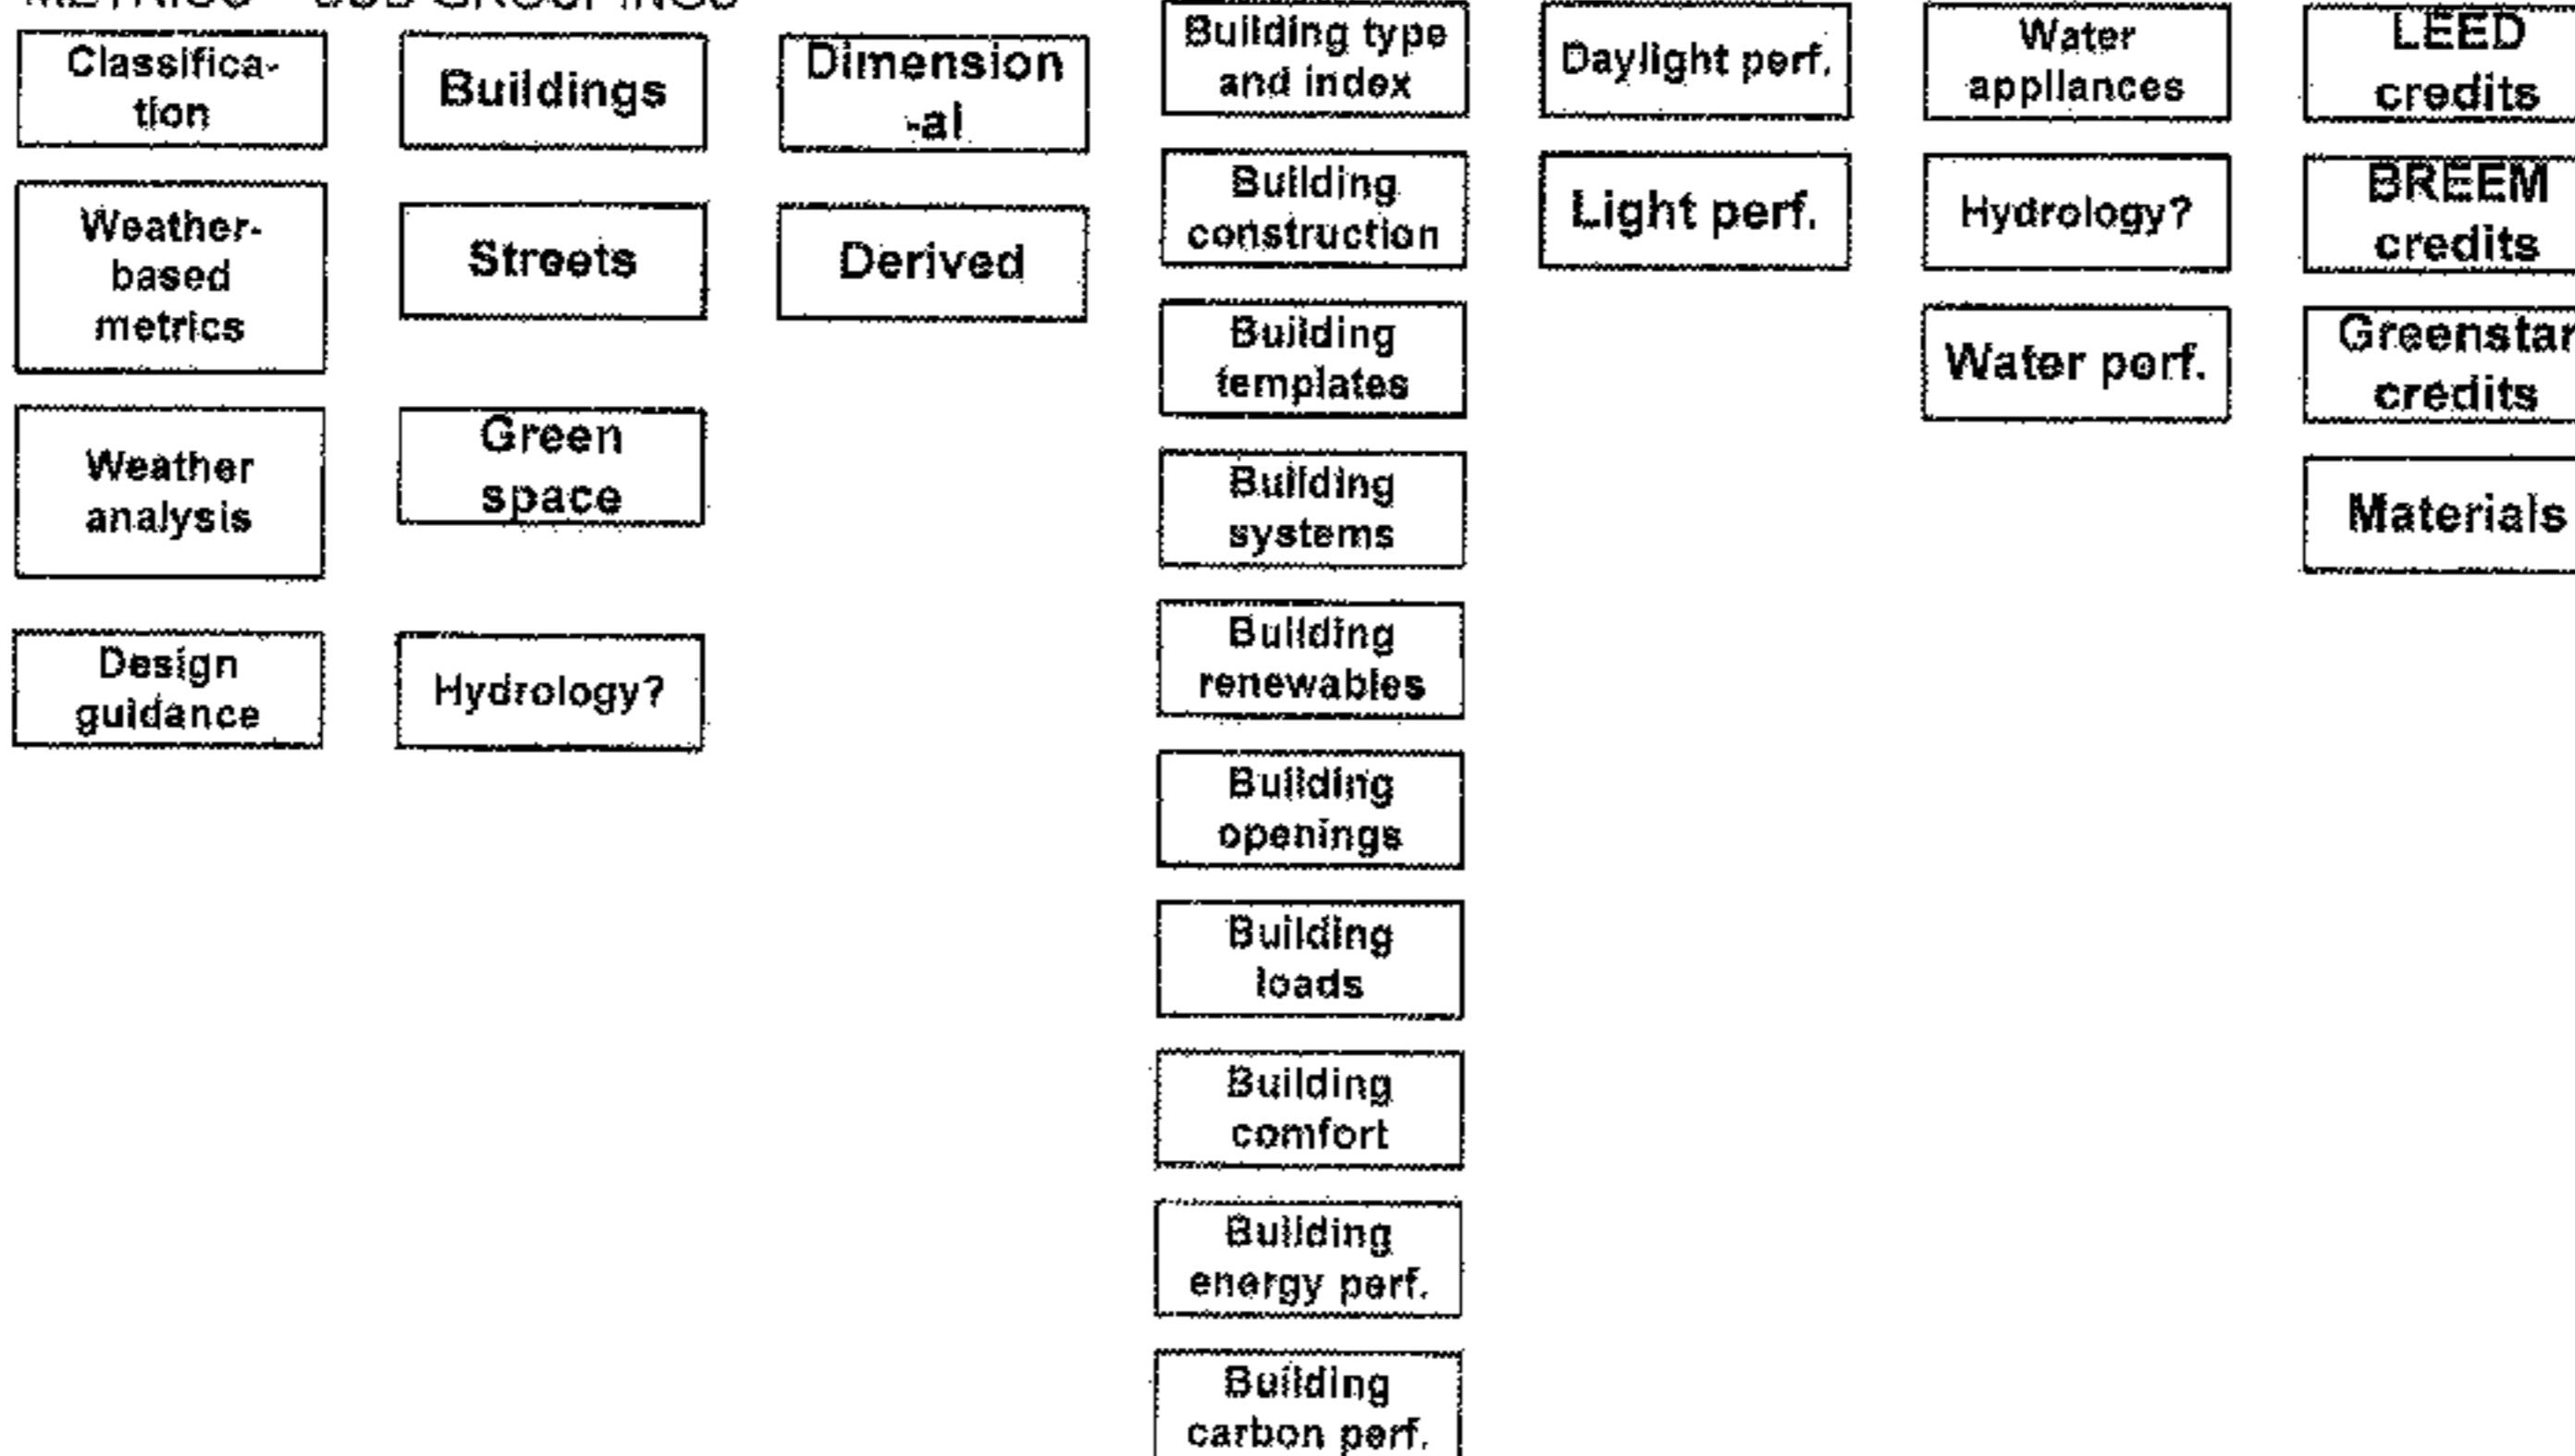 METRICS - SUB GROUPINGS
Classifica-
tion
Weather-
based
metrics
Weather
analysis
Design
guidance
Buildings
Streets
Green
space
Hydrology?
Dimension
-al
Derived
Building type
and index
Building
construction
Building
templates
Building
systems
Building
renewables
Building
openings
Building
loads
Building
comfort
Building
energy perf.
Building
carbon perf.
Daylight perf.
Light perf.
Water
appliances
Hydrology?
Water perf.
LEED
credits
BREEM
credits
Greenstar
credits
Materials